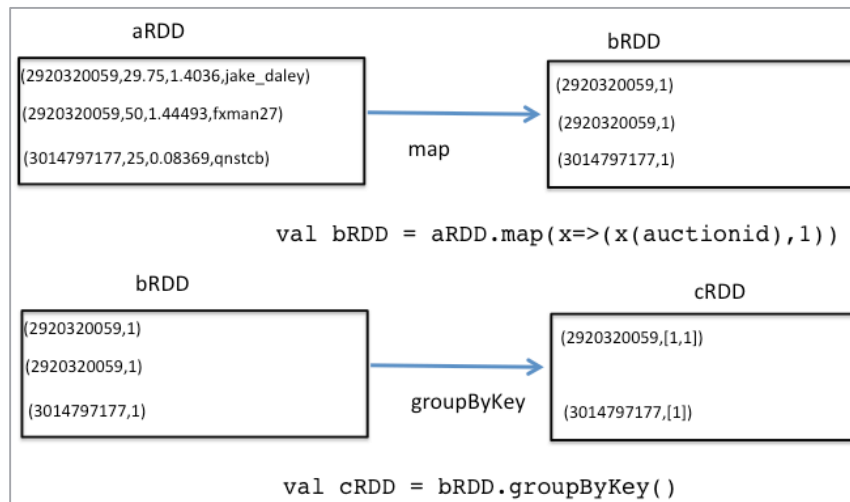 aRDD
(2920320059,29.75,1.4036,jake_daley)
(2920320059,50,1.44493,fxman27)
(3014797177,25,0.08369,qnstcb)
map
bRDD
(2920320059,1)
(2920320059,1)
(3014797177,1)
val bRDD = aRDD.map(x=>(x(auctionid),1))
bRDD
(2920320059,1)
(2920320059,1)
(3014797177,1)
groupByKey
cRDD
(2920320059,[1,1])
(3014797177,[1])
val cRDD = bRDD.groupByKey()